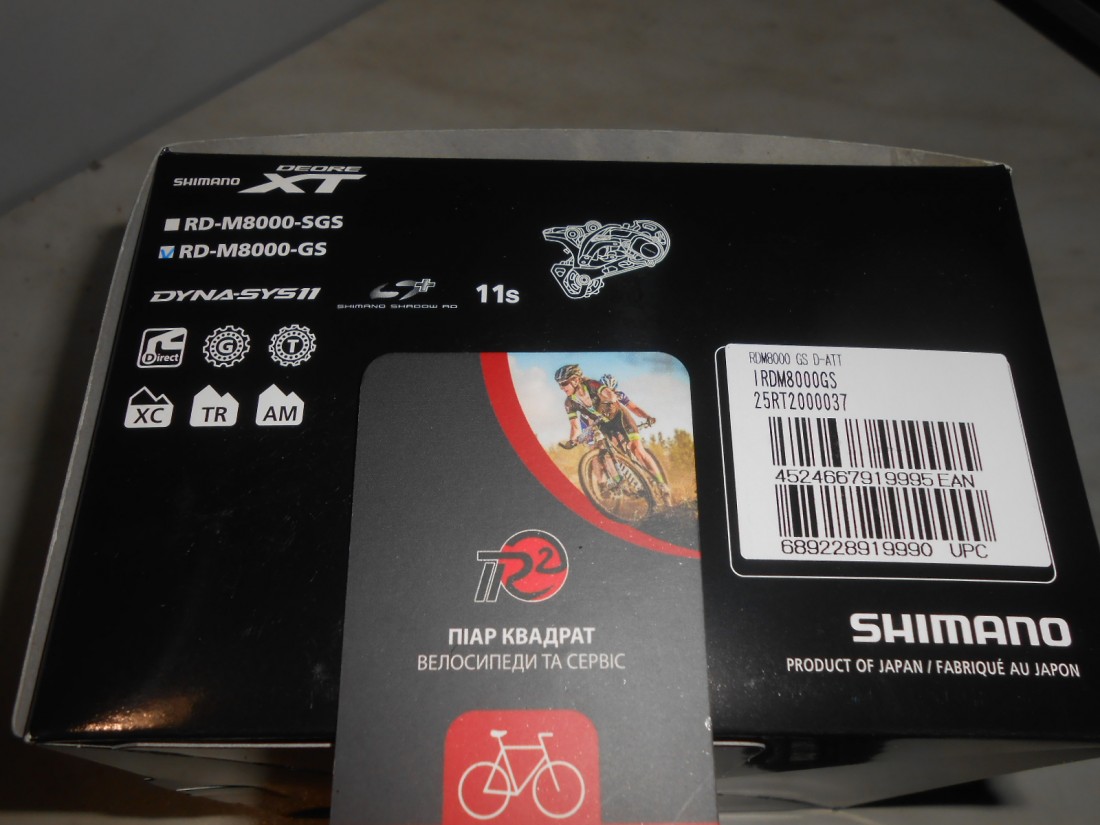 DEORE
SHIMANO XT
RD-M8000-SGS
RD-M8000-GS
DYNA-SYS11
SHIMANO SHADOW RD
11s
Direct
G
T
XC
TR
AM
RDM8000 GS D-ATT
IRDM8000GS
25RT2000037
4524667919995 EAN
689228919990 UPC
R2
ПІАР КВАДРАТ
ВЕЛОСИПЕДИ ТА СЕРВІС
SHIMANO
PRODUCT OF JAPAN / FABRIQUÉ AU JAPON